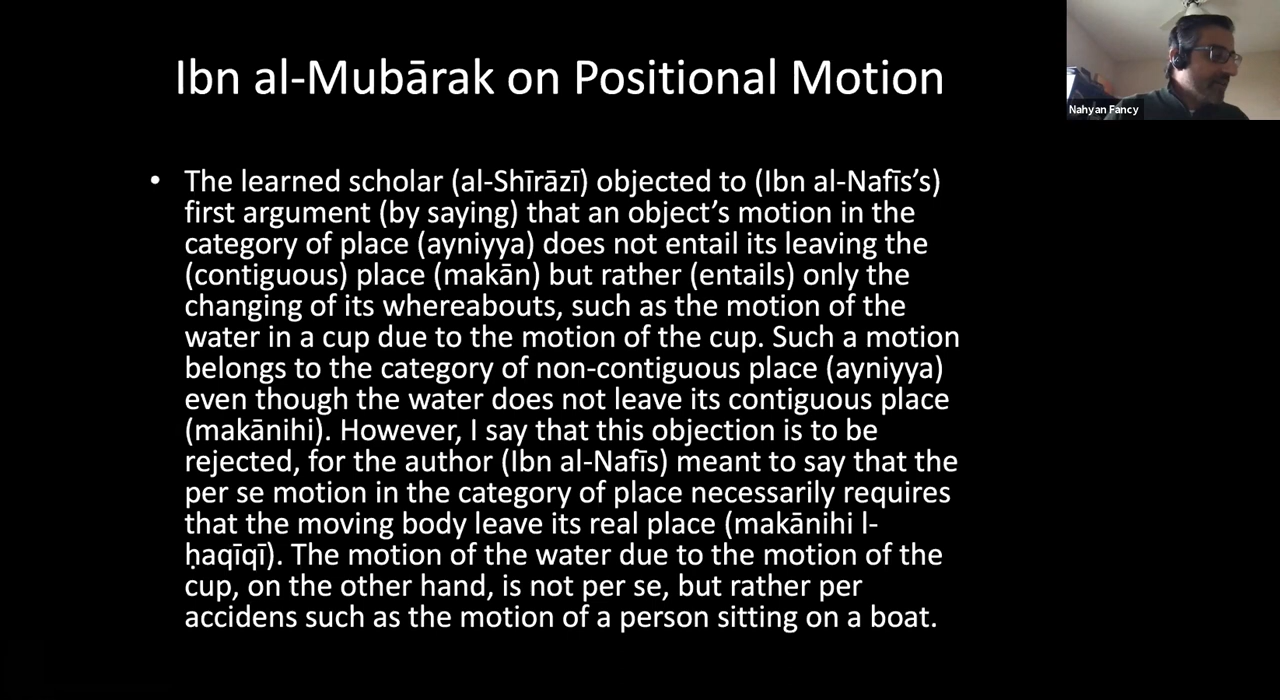 Ibn al-Mubārak on Positional Motion
Nahyan Fancy
• The learned scholar (al-Shīrāzī) objected to (Ibn al-Nafīs’s)
first argument (by saying) that an object’s motion in the
category of place (ayniyya) does not entail its leaving the
(contiguous) place (makān) but rather (entails) only the
changing of its whereabouts, such as the motion of the
water in a cup due to the motion of the cup. Such a motion
belongs to the category of non-contiguous place (ayniyya)
even though the water does not leave its contiguous place
(makānihi). However, I say that this objection is to be
rejected, for the author (Ibn al-Nafīs) meant to say that the
per se motion in the category of place necessarily requires
that the moving body leave its real place (makānihi l-
ḥaqīqī). The motion of the water due to the motion of the
cup, on the other hand, is not per se, but rather per
accidens such as the motion of a person sitting on a boat.